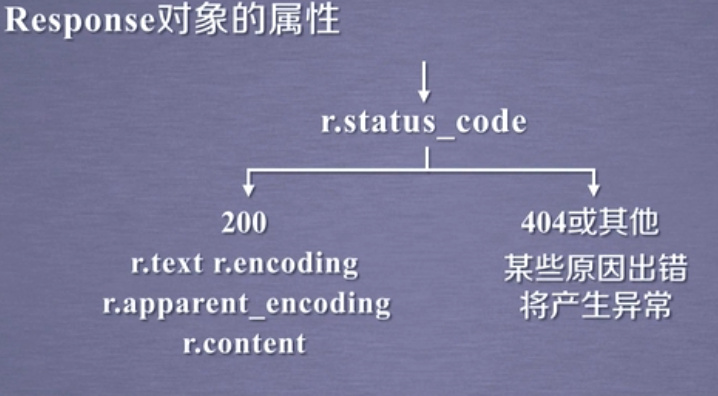 Response对象的属性
r.status_code
200
404或其他
r.text r.encoding
某些原因出错
r.apparent_encoding
将产生异常
r.content